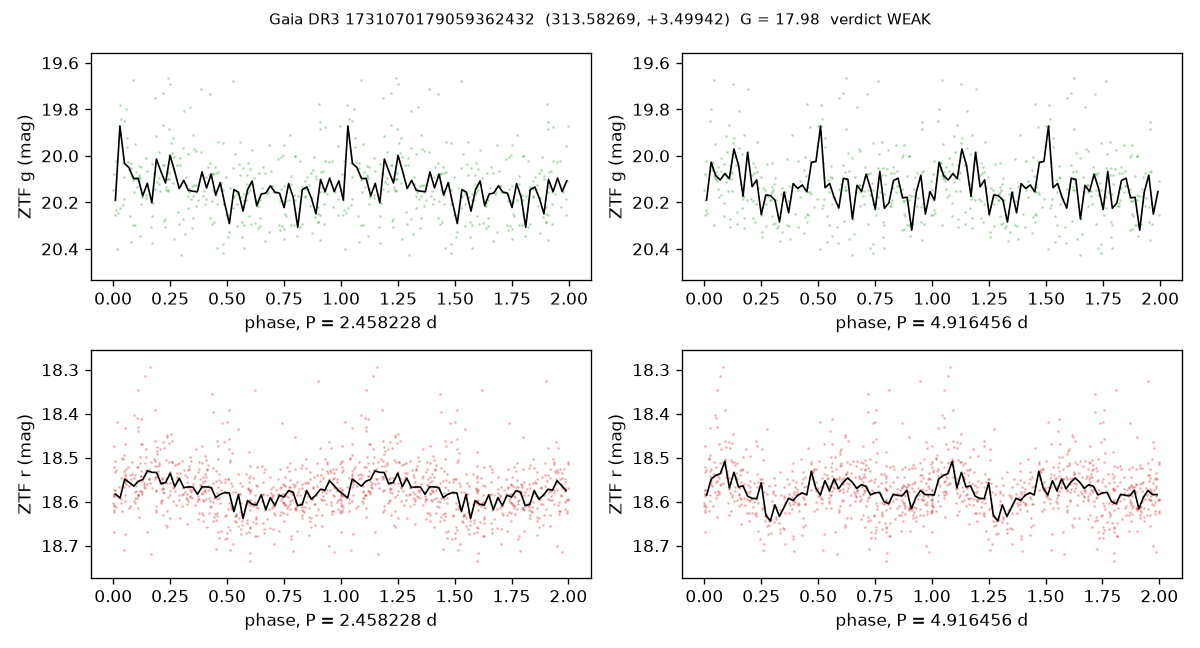 Gaia DR3 1731070179059362432 (313.58269, +3.49942) G = 17.98 verdict WEAK
ZTF g (mag)
19.6
19.8
20.0
20.2
20.4
0.00 0.25 0.50 0.75 1.00 1.25 1.50 1.75 2.00
phase, P = 2.458228 d
ZTF g (mag)
19.6
19.8
20.0
20.2
20.4
0.00 0.25 0.50 0.75 1.00 1.25 1.50 1.75 2.00
phase, P = 4.916456 d
ZTF r (mag)
18.3
18.4
18.5
18.6
18.7
0.00 0.25 0.50 0.75 1.00 1.25 1.50 1.75 2.00
phase, P = 2.458228 d
ZTF r (mag)
18.3
18.4
18.5
18.6
18.7
0.00 0.25 0.50 0.75 1.00 1.25 1.50 1.75 2.00
phase, P = 4.916456 d